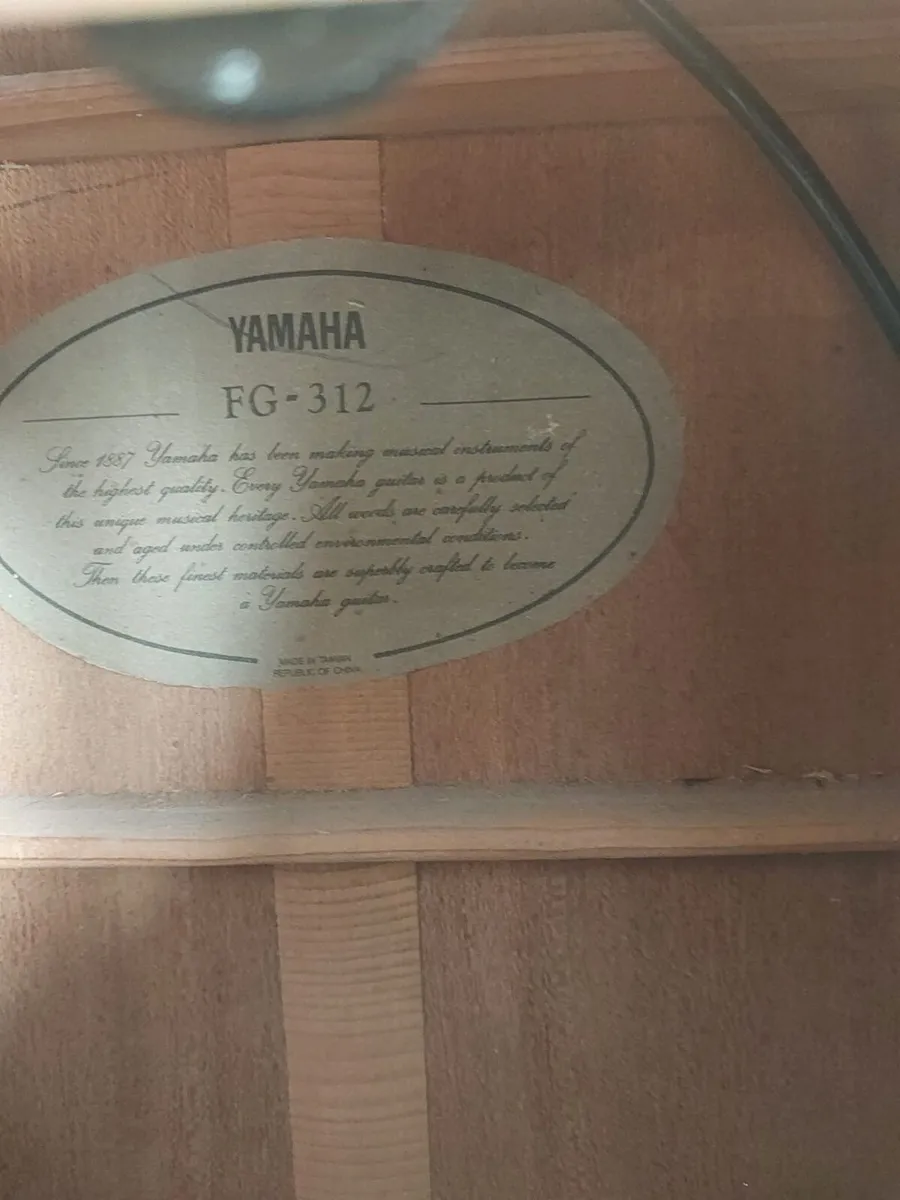 YAMAHA
FG-312
Since 1887 Yamaha has been making musical instruments of
the highest quality. Every Yamaha guitar is a product of
this unique musical heritage. All woods are carefully selected
and aged under controlled environmental conditions.
Then these finest materials are superbly crafted to become
a Yamaha guitar.
MADE IN TAIWAN
REPUBLIC OF CHINA